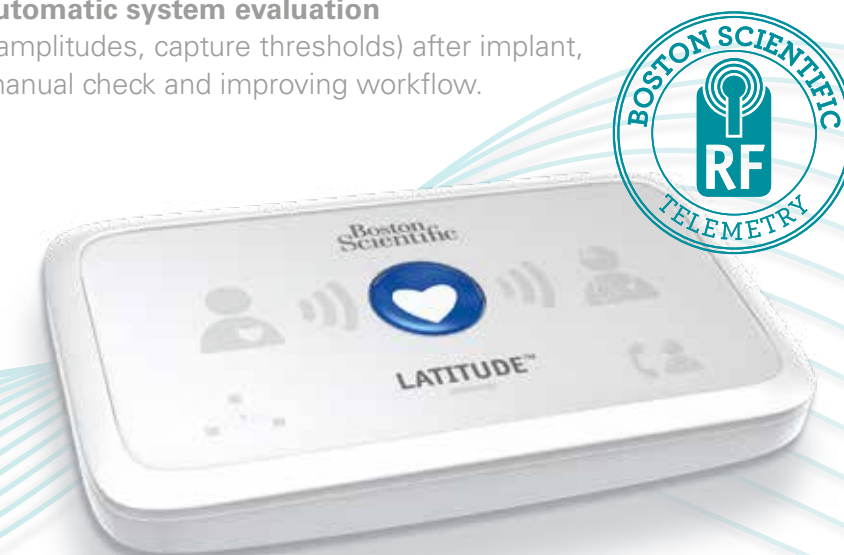 utomatic system evaluation
amplitudes, capture thresholds) after implant,
manual check and improving workflow.
BOSTON SCIENTIFIC
RF
TELEMETRY
Boston
Scientific
LATITUDE™